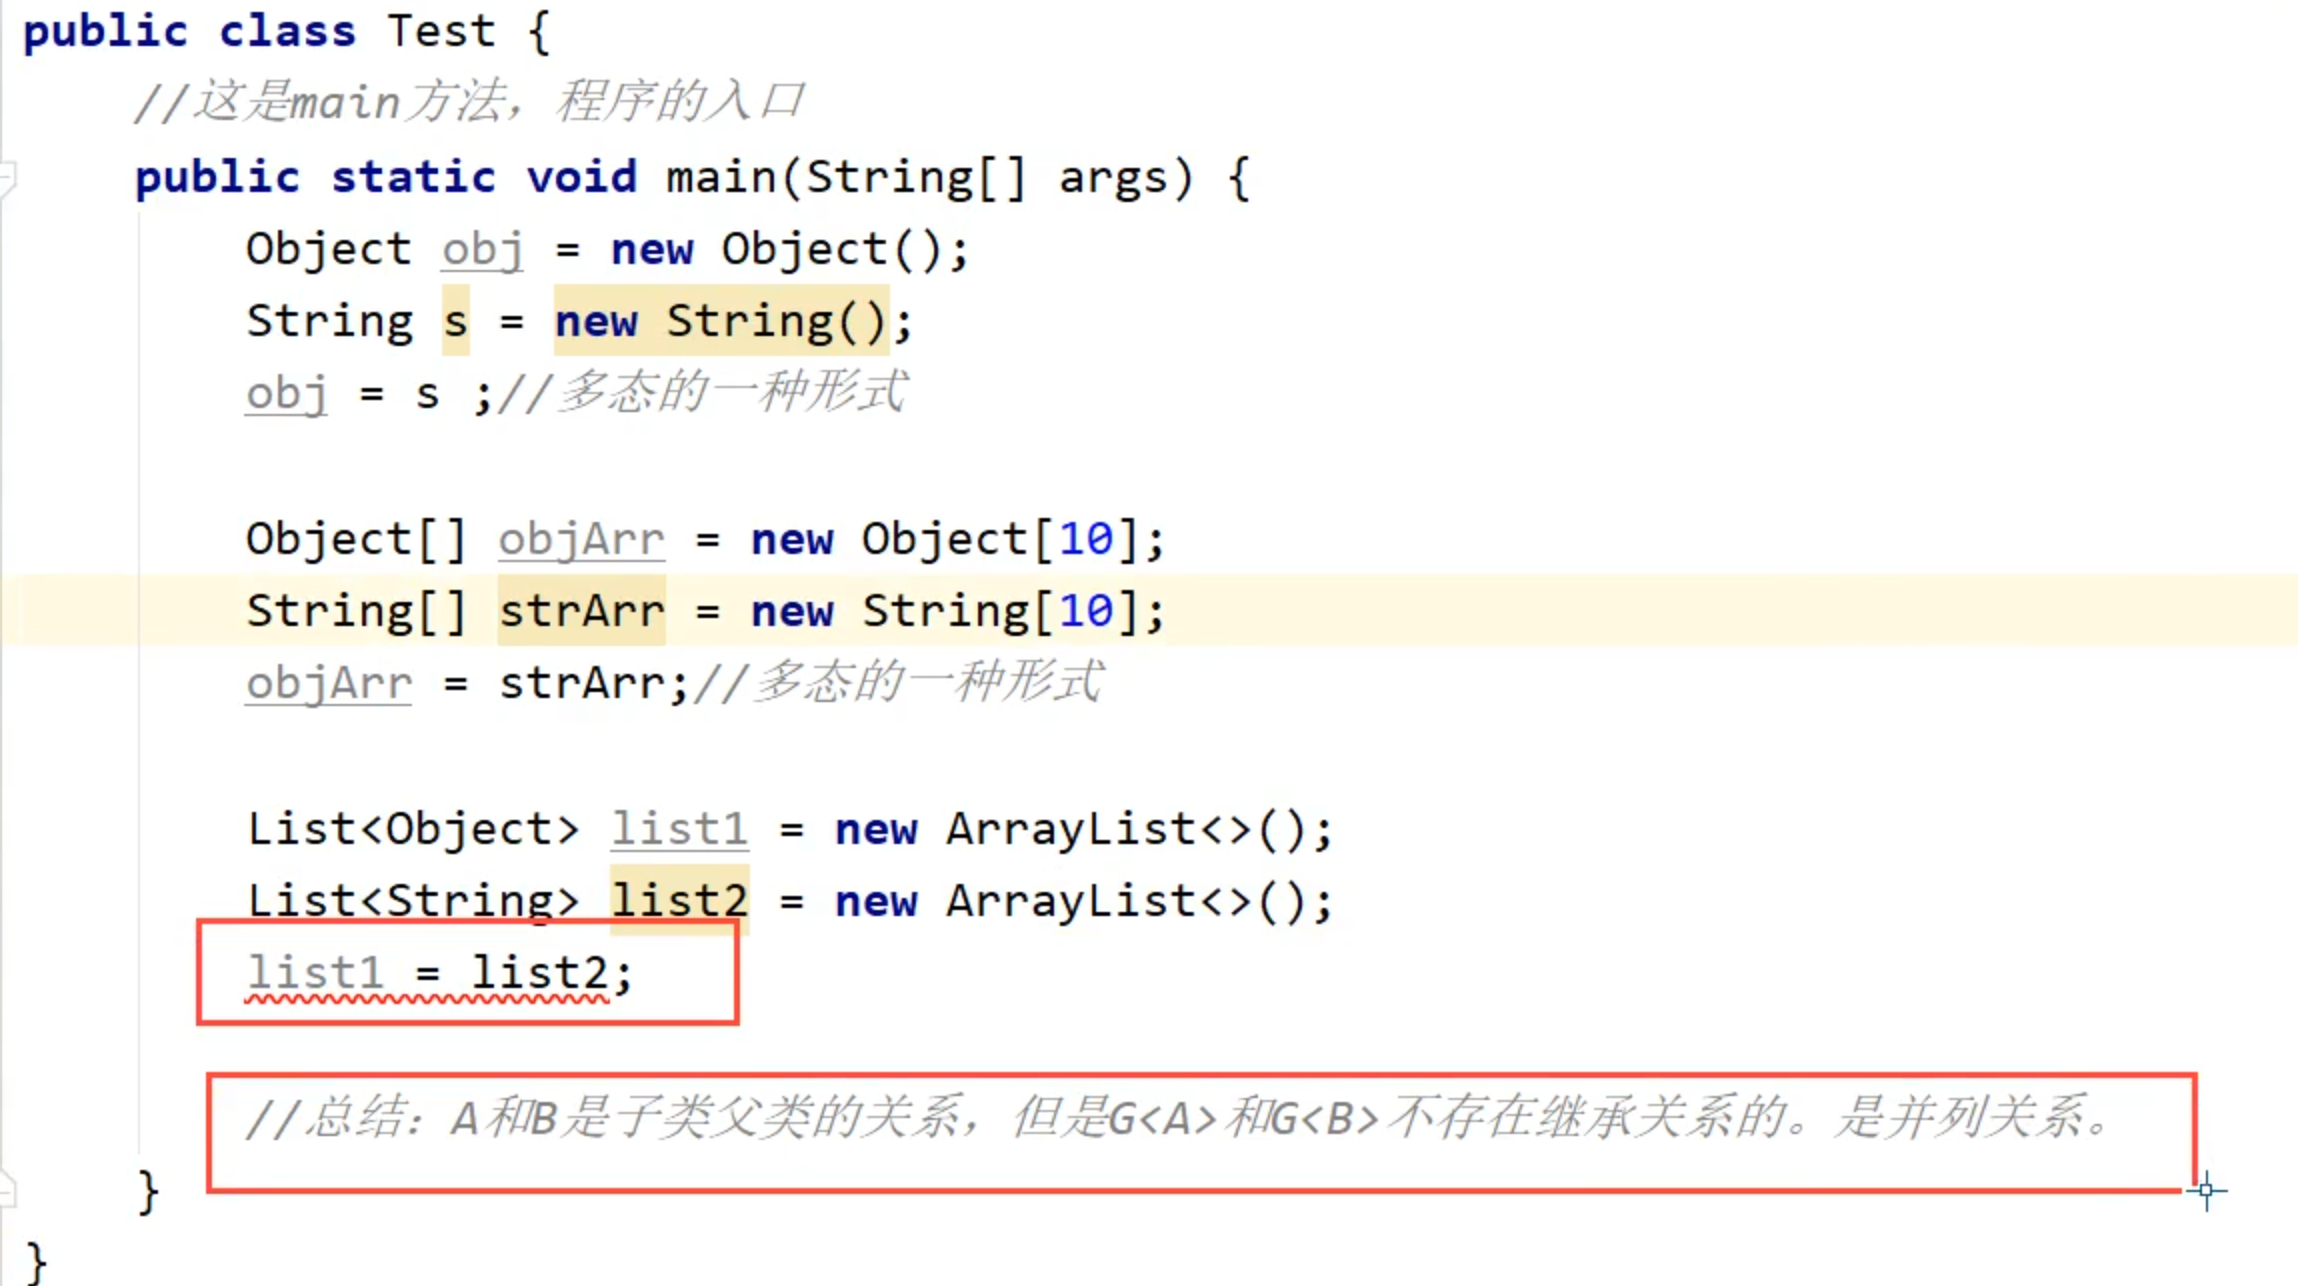 public class Test {
//这是main方法，程序的入口
public static void main(String[] args) {
Object obj = new Object();
String s = new String();
obj = s ;//多态的一种形式
Object[] objArr = new Object[10];
String[] strArr = new String[10];
objArr = strArr;//多态的一种形式
List<Object> list1 = new ArrayList<>();
List<String> list2 = new ArrayList<>();
list1 = list2;
//总结：A和B是子类父类的关系，但是G<A>和G<B>不存在继承关系的。是并列关系。
}
}